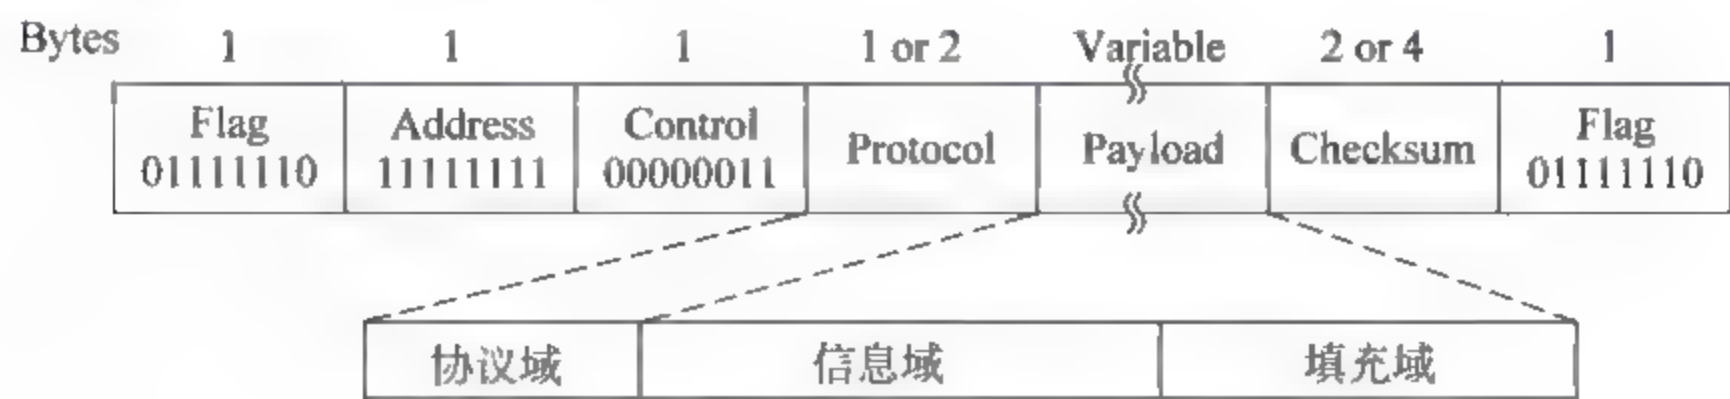 Bytes 1 1 1 1 or 2 Variable 2 or 4 1
Flag Address Control Protocol Payload Checksum Flag
01111110 11111111 00000011 01111110
协议域 信息域 填充域